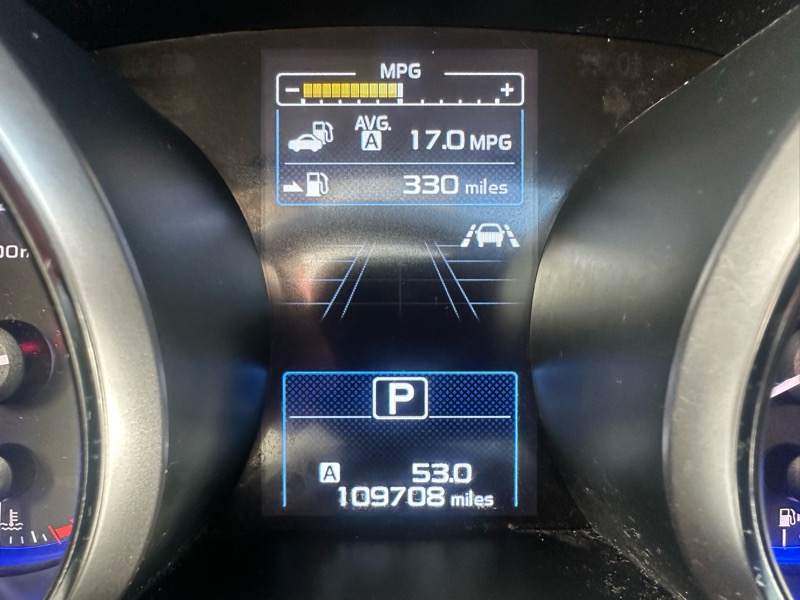 MPG
− +
AVG.
A 17.0 MPG
330 miles
P
A 53.0
109708 miles